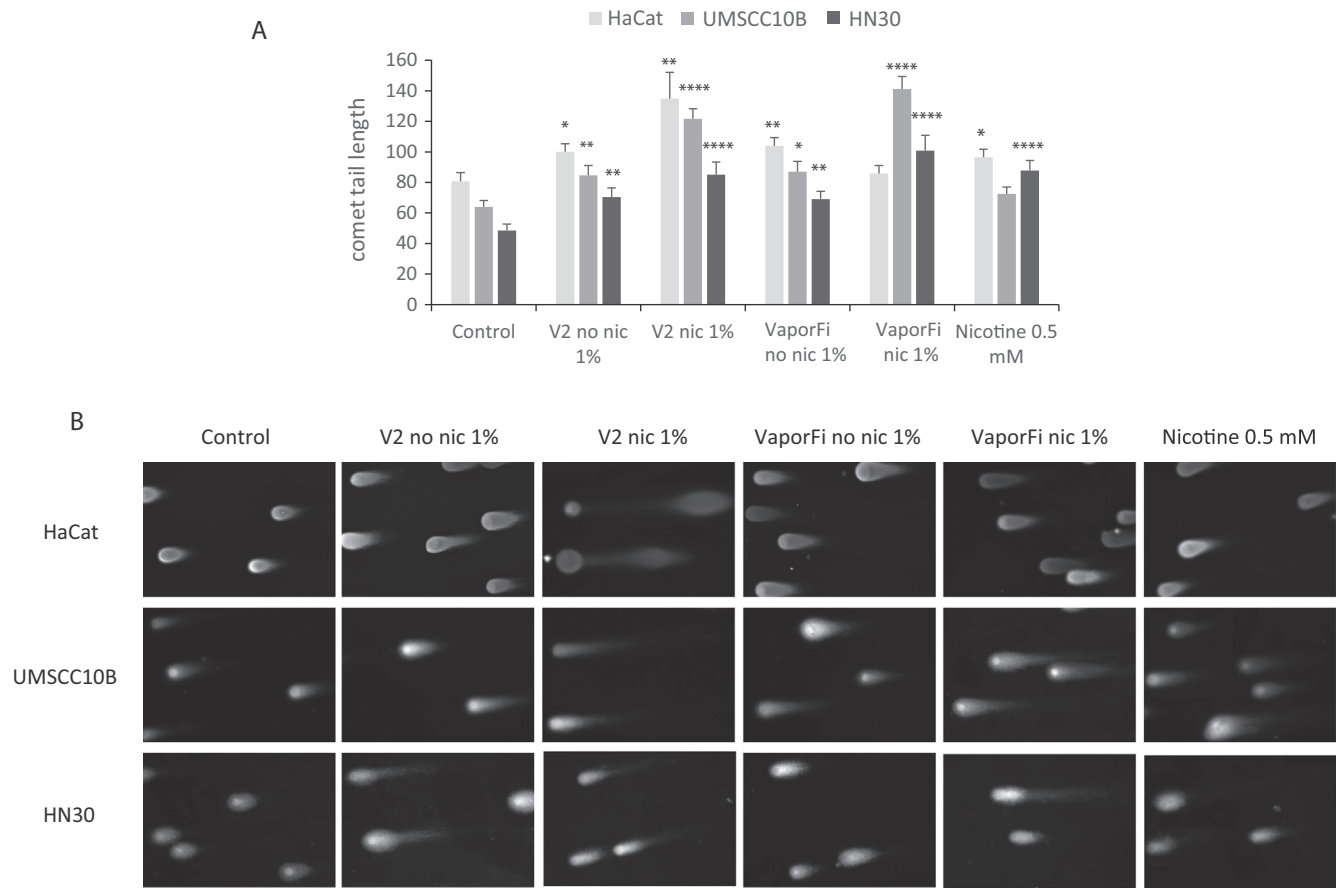 A
HaCat UMSCC10B HN30
comet tail length
160
140
120
100
80
60
40
20
0
** **** **** ****
* ** ** **** ** * ** * ****
Control V2 no nic 1% V2 nic 1% VaporFi no nic 1% VaporFi nic 1% Nicotine 0.5 mM
B
Control V2 no nic 1% V2 nic 1% VaporFi no nic 1% VaporFi nic 1% Nicotine 0.5 mM
HaCat
UMSCC10B
HN30